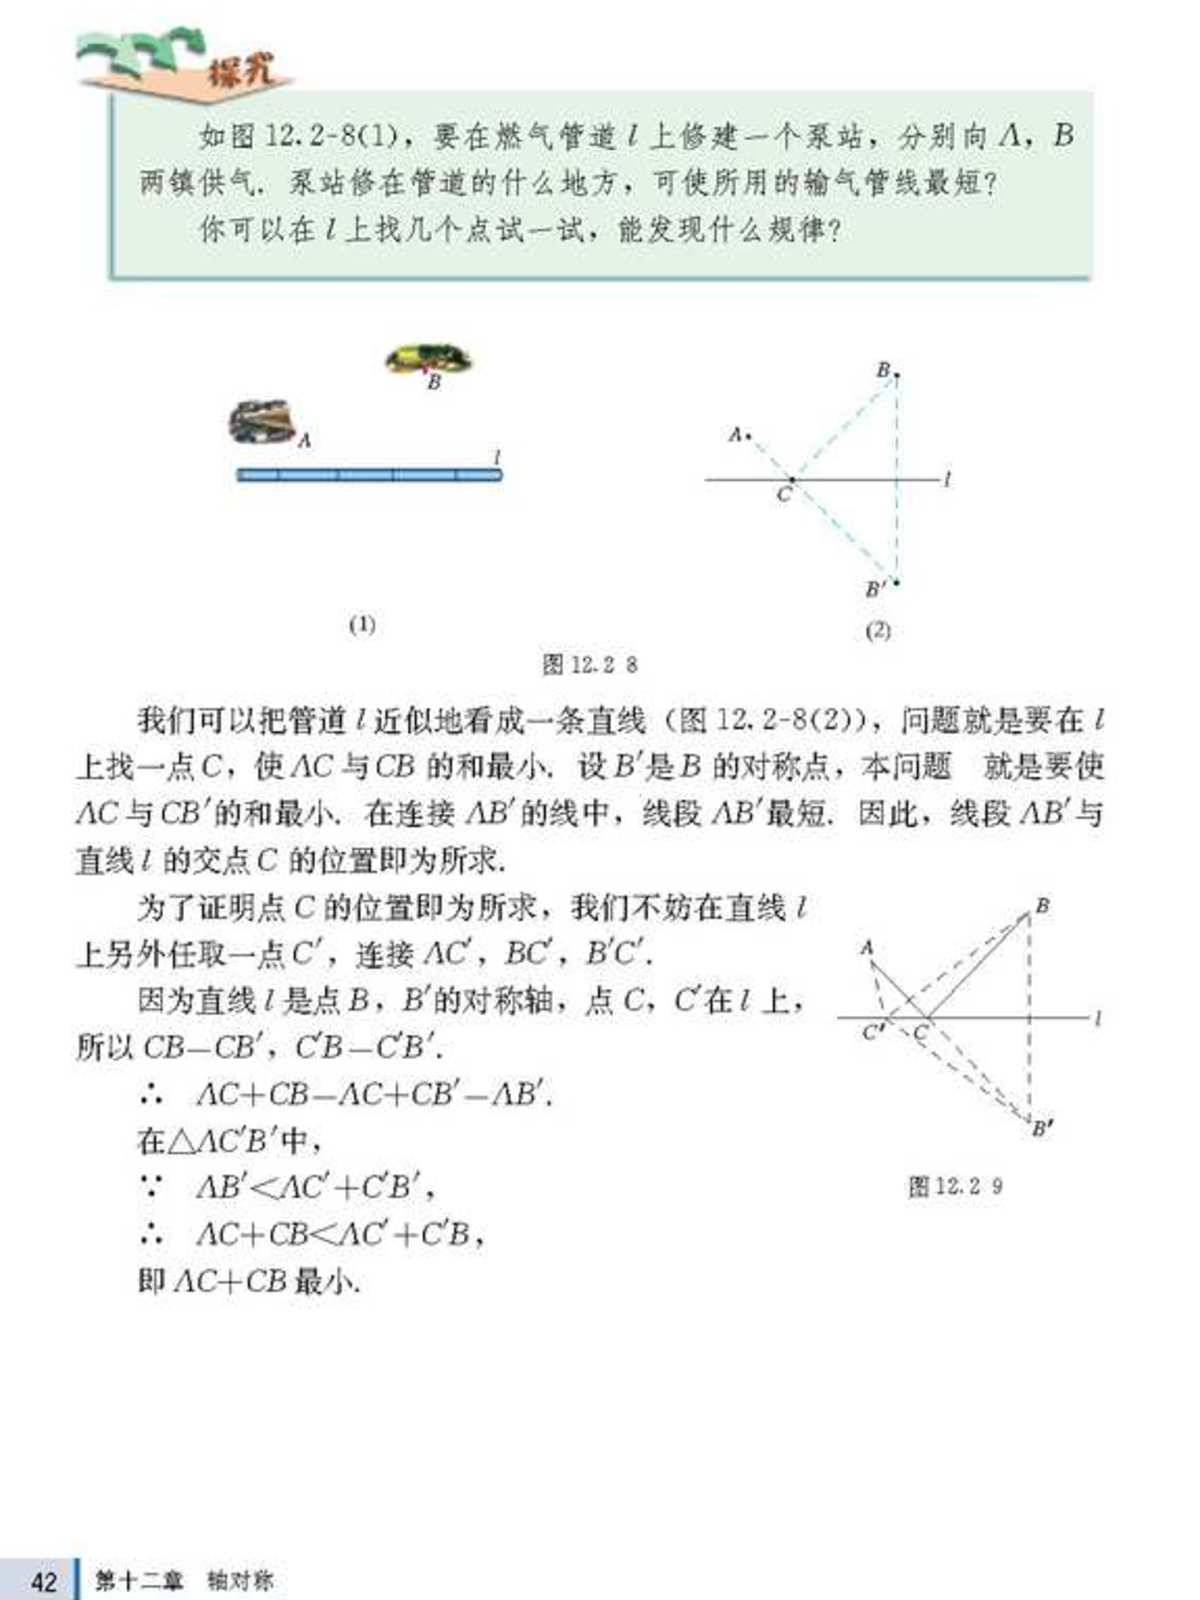 探究
如图 12.2-8(1)，要在燃气管道 l 上修建一个泵站，分别向 A，B
两镇供气．泵站修在管道的什么地方，可使所用的输气管线最短？
你可以在 l 上找几个点试一试，能发现什么规律？
B
A
l
B
A
C
l
B′
(1)
(2)
图 12.2 8
我们可以把管道 l 近似地看成一条直线（图 12.2-8(2)），问题就是要在 l
上找一点 C，使 AC 与 CB 的和最小．设 B′是 B 的对称点，本问题 就是要使
AC 与 CB′的和最小．在连接 AB′的线中，线段 AB′最短．因此，线段 AB′与
直线 l 的交点 C 的位置即为所求．
为了证明点 C 的位置即为所求，我们不妨在直线 l
上另外任取一点 C′，连接 AC′，BC′，B′C′．
因为直线 l 是点 B，B′的对称轴，点 C，C′在 l 上，
所以 CB—CB′，C′B—C′B′．
∴ AC+CB—AC+CB′—AB′．
在△AC′B′中，
∵ AB′<AC′+C′B′，
∴ AC+CB<AC′+C′B，
即 AC+CB 最小．
B
A
C′
C
l
B′
图 12.2 9
42 第十二章 轴对称